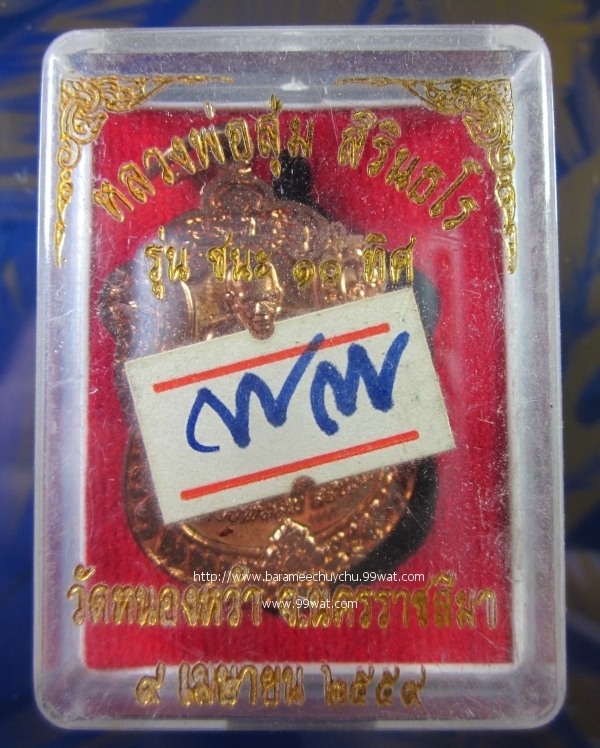 หลวงพ่อสุ่ม สิรินธโร
รุ่น ชนะ ๑๐ ทิศ
http://www.barameechuychu.99wat.com
วัดหนองหว้า จ.นครราชสีมา
www.99wat.com
๙ เมษายน ๒๕๕๙